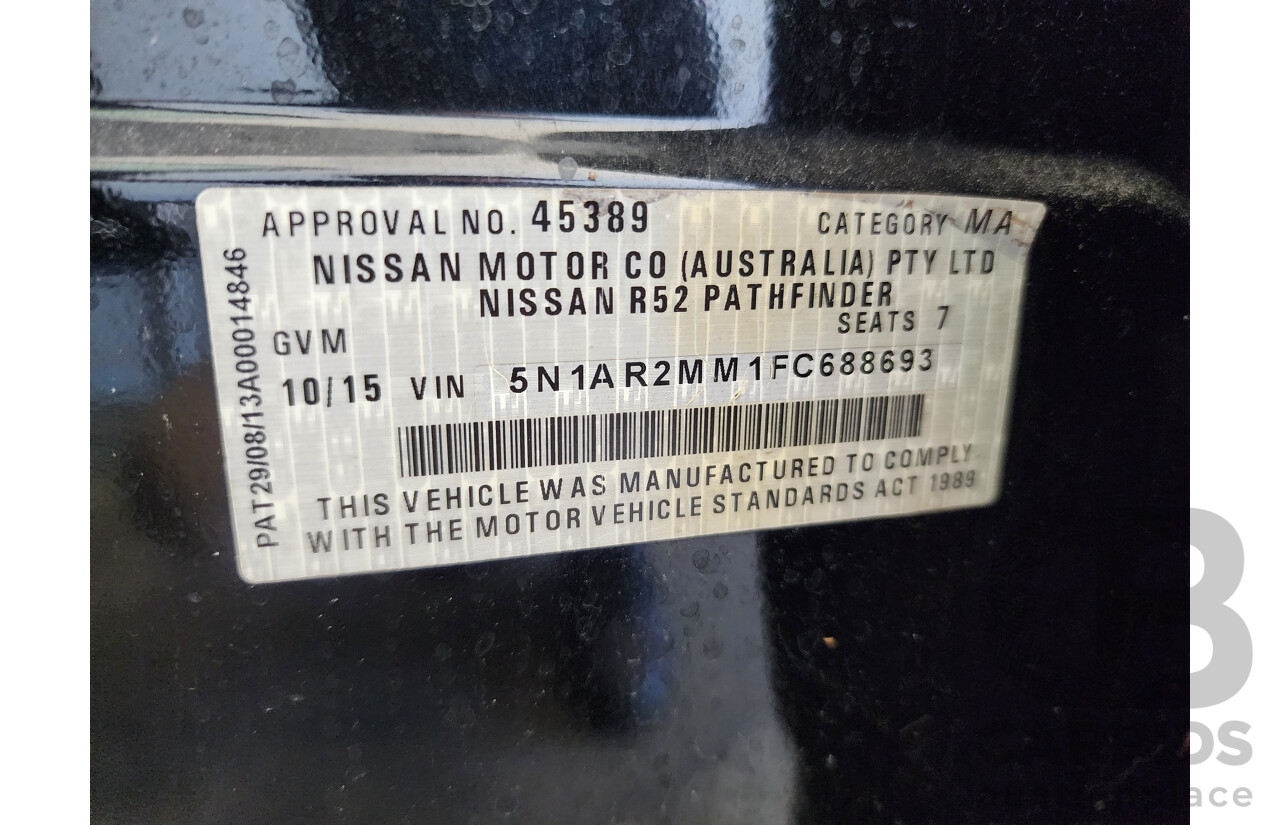 APPROVAL NO. 45389 CATEGORY MA
NISSAN MOTOR CO (AUSTRALIA) PTY LTD
NISSAN R52 PATHFINDER
SEATS 7
GVM
10/15 VIN 5N1AR2MM1FC688693
THIS VEHICLE WAS MANUFACTURED TO COMPLY
WITH THE MOTOR VEHICLE STANDARDS ACT 1989
PAT29/08/13A00014846